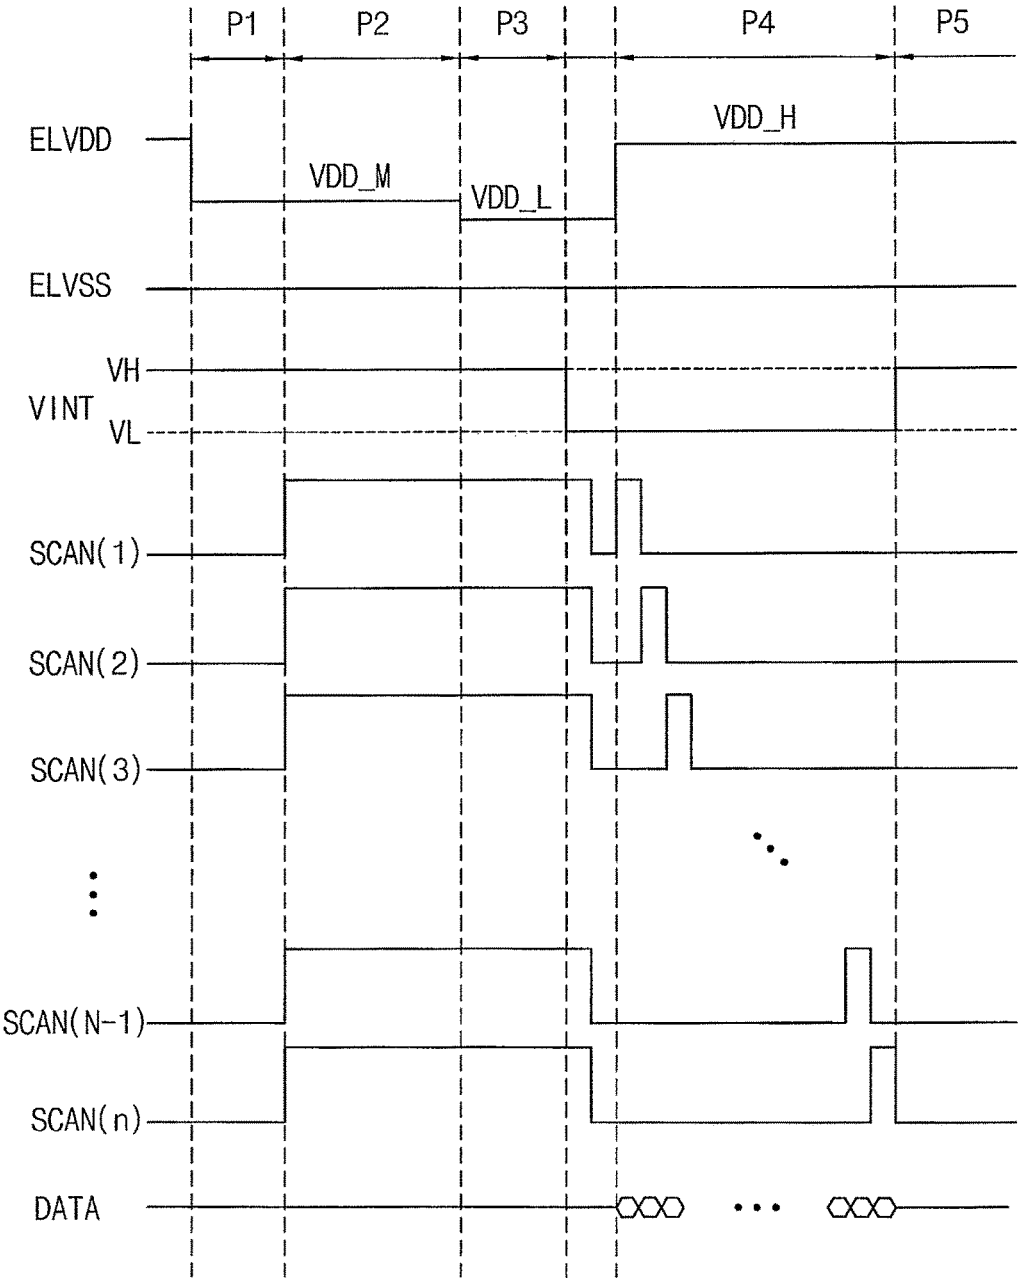 P1 P2 P3 P4 P5
VDD_H
ELVDD
VDD_M
VDD_L
ELVSS
VH
VINT
VL
SCAN(1)
SCAN(2)
SCAN(3)
SCAN(N-1)
SCAN(n)
DATA